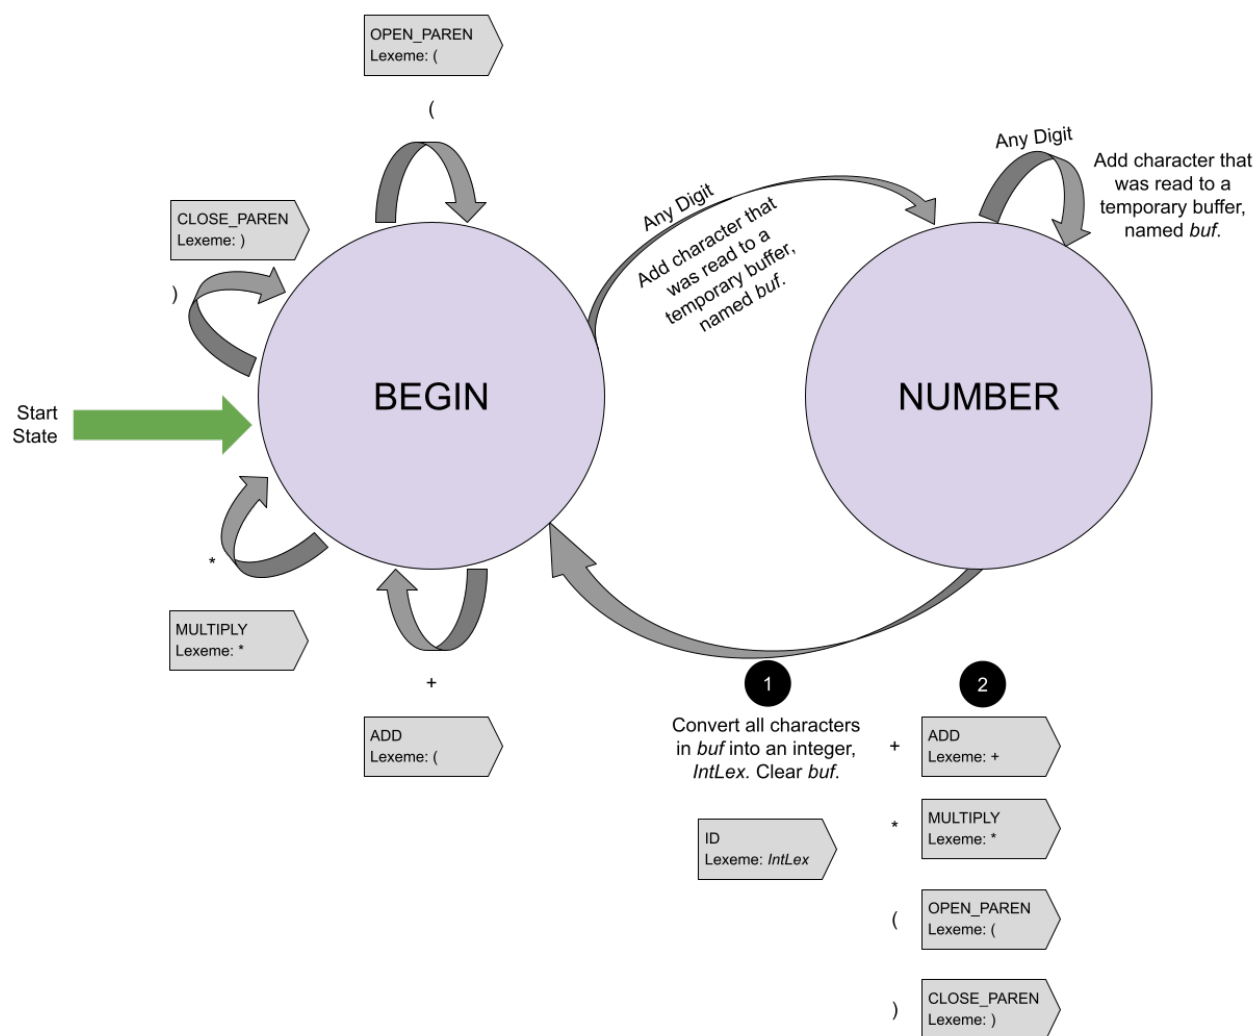 OPEN_PAREN
Lexeme: (
(
CLOSE_PAREN
Lexeme: )
)
Any Digit
Add character that
was read to a
temporary buffer,
named buf.
Any Digit
Add character that
was read to a
temporary buffer,
named buf.
Start
State
BEGIN
NUMBER
*
MULTIPLY
Lexeme: *
+
ADD
Lexeme: (
1
Convert all characters
in buf into an integer,
IntLex. Clear buf.
ID
Lexeme: IntLex
2
+
ADD
Lexeme: +
*
MULTIPLY
Lexeme: *
(
OPEN_PAREN
Lexeme: (
)
CLOSE_PAREN
Lexeme: )